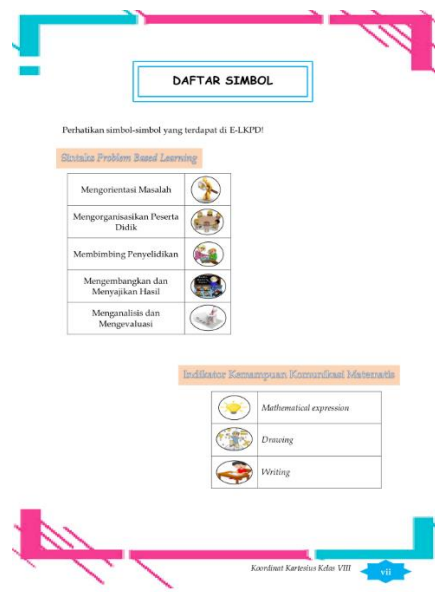 DAFTAR SIMBOL
Perhatikan simbol-simbol yang terdapat di E-LKPD!
Sintaks Problem Based Learning
Mengorientasi Masalah
Mengorganisasikan Peserta
Didik
Membimbing Penyelidikan
Mengembangkan dan
Menyajikan Hasil
Menganalisis dan
Mengevaluasi
Indikator Kemampuan Komunikasi Matematis
Mathematical expression
Drawing
Writing
Koordinat Kartesius Kelas VIII
vii